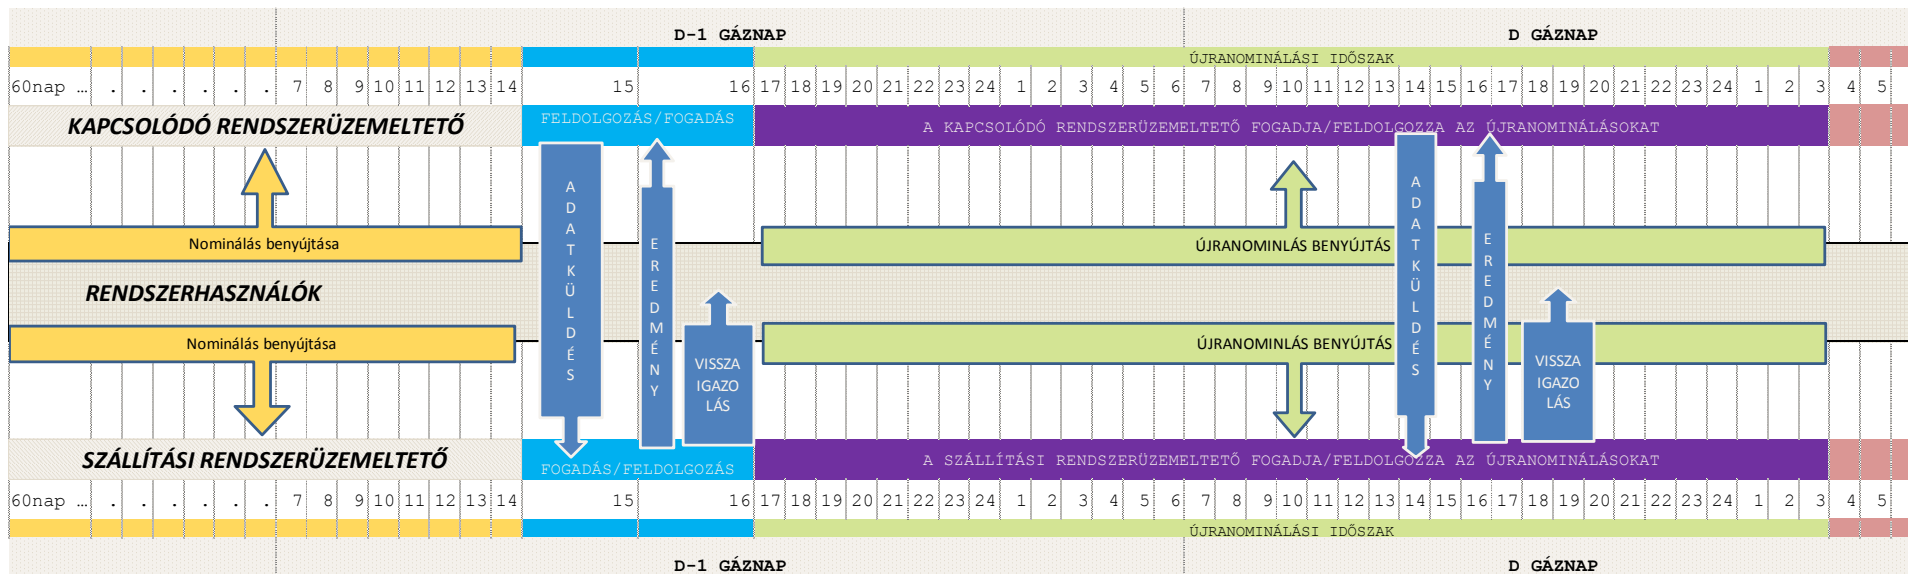 D-1 GÁZNAP D GÁZNAP
ÚJRANOMINÁLÁSI IDŐSZAK
60nap ... . . . . . . 7 8 9 10 11 12 13 14 15 16 17 18 19 20 21 22 23 24 1 2 3 4 5 6 7 8 9 10 11 12 13 14 15 16 17 18 19 20 21 22 23 24 1 2 3 4 5
KAPCSOLÓDÓ RENDSZERÜZEMELTETŐ
FELDOLGOZÁS/FOGADÁS
A KAPCSOLÓDÓ RENDSZERÜZEMELTETŐ FOGADJA/FELDOLGOZZA AZ ÚJRANOMINÁLÁSOKAT
Nominálás benyújtása
ADATKÜLDÉS
EREDMÉNY
ÚJRANOMINLÁS BENYÚJTÁS
ADATKÜLDÉS
EREDMÉNY
RENDSZERHASZNÁLÓK
Nominálás benyújtása
VISSZA
IGAZO
LÁS
ÚJRANOMINLÁS BENYÚJTÁS
VISSZA
IGAZO
LÁS
SZÁLLÍTÁSI RENDSZERÜZEMELTETŐ
FOGADÁS/FELDOLGOZÁS
A SZÁLLÍTÁSI RENDSZERÜZEMELTETŐ FOGADJA/FELDOLGOZZA AZ ÚJRANOMINÁLÁSOKAT
60nap ... . . . . . . 7 8 9 10 11 12 13 14 15 16 17 18 19 20 21 22 23 24 1 2 3 4 5 6 7 8 9 10 11 12 13 14 15 16 17 18 19 20 21 22 23 24 1 2 3 4 5
ÚJRANOMINÁLÁSI IDŐSZAK
D-1 GÁZNAP D GÁZNAP